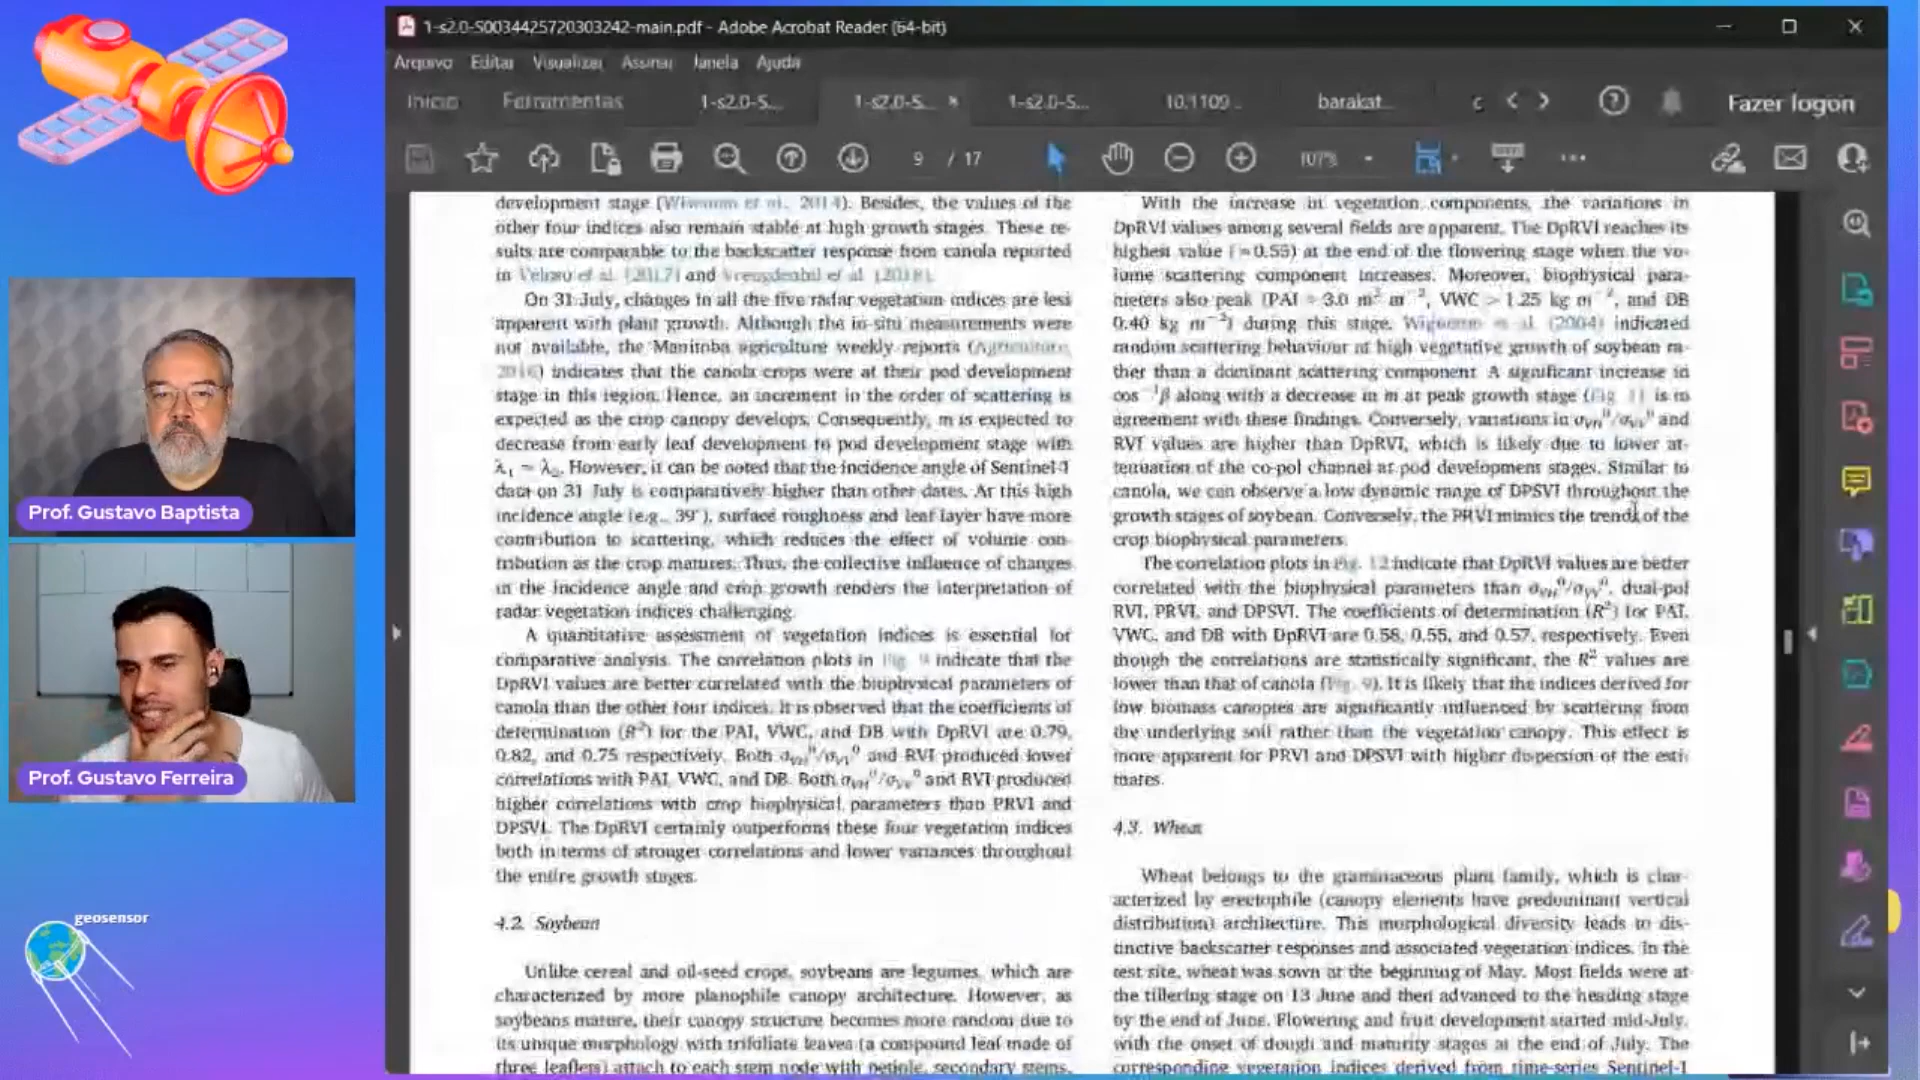 1-s2.0-S0034425720303242-main.pdf - Adobe Acrobat Reader (64-bit)
Arquivo Editar Visualizar Assinar Janela Ajuda
Início Ferramentas 1-s2.0-S... 1-s2.0-S... × 1-s2.0-S... 10.1109... barakat... c Fazer logon
9 / 17 107%
development stage (Wiseman et al., 2014). Besides, the values of the
other four indices also remain stable at high growth stages. These re-
sults are comparable to the backscatter response from canola reported
in Veloso et al. (2017) and Vreugdenhil et al. (2018).
On 31 July, changes in all the five radar vegetation indices are less
apparent with plant growth. Although the in-situ measurements were
not available, the Manitoba agriculture weekly reports (Agriculture,
2016) indicates that the canola crops were at their pod development
stage in this region. Hence, an increment in the order of scattering is
expected as the crop canopy develops. Consequently, m is expected to
decrease from early leaf development to pod development stage with
λ₁ ≈ λ₂. However, it can be noted that the incidence angle of Sentinel-1
data on 31 July is comparatively higher than other dates. At this high
incidence angle (e.g., 39°), surface roughness and leaf layer have more
contribution to scattering, which reduces the effect of volume con-
tribution as the crop matures. Thus, the collective influence of changes
in the incidence angle and crop growth renders the interpretation of
radar vegetation indices challenging.
A quantitative assessment of vegetation indices is essential for
comparative analysis. The correlation plots in Fig. 9 indicate that the
DpRVI values are better correlated with the biophysical parameters of
canola than the other four indices. It is observed that the coefficients of
determination (R²) for the PAI, VWC, and DB with DpRVI are 0.79,
0.82, and 0.75 respectively. Both σVH⁰/σVV⁰ and RVI produced lower
correlations with PAI, VWC, and DB. Both σVH⁰/σVV⁰ and RVI produced
higher correlations with crop biophysical parameters than PRVI and
DPSVI. The DpRVI certainly outperforms these four vegetation indices
both in terms of stronger correlations and lower variances throughout
the entire growth stages.
4.2. Soybean
Unlike cereal and oil-seed crops, soybeans are legumes, which are
characterized by more planophile canopy architecture. However, as
soybeans mature, their canopy structure becomes more random due to
its unique morphology with trifoliate leaves (a compound leaf made of
three leaflets) attach to each stem node with petiole, secondary stems,
With the increase in vegetation components, the variations in
DpRVI values among several fields are apparent. The DpRVI reaches its
highest value (≈0.55) at the end of the flowering stage when the vo-
lume scattering component increases. Moreover, biophysical para-
meters also peak (PAI > 3.0 m² m⁻², VWC > 1.25 kg m⁻², and DB
0.40 kg m⁻²) during this stage. Wigneron et al. (2004) indicated
random scattering behaviour at high vegetative growth of soybean ra-
ther than a dominant scattering component. A significant increase in
cos⁻¹β along with a decrease in m at peak growth stage is in
agreement with these findings. Conversely, variations in σVH⁰/σVV⁰ and
RVI values are higher than DpRVI, which is likely due to lower at-
tenuation of the co-pol channel at pod development stages. Similar to
canola, we can observe a low dynamic range of DPSVI throughout the
growth stages of soybean. Conversely, the PRVI mimics the trends of the
crop biophysical parameters.
The correlation plots in Fig. 12 indicate that DpRVI values are better
correlated with the biophysical parameters than σVH⁰/σVV⁰, dual-pol
RVI, PRVI, and DPSVI. The coefficients of determination (R²) for PAI,
VWC, and DB with DpRVI are 0.58, 0.55, and 0.57, respectively. Even
though the correlations are statistically significant, the R² values are
lower than that of canola (Fig. 9). It is likely that the indices derived for
low biomass canopies are significantly influenced by scattering from
the underlying soil rather than the vegetation canopy. This effect is
more apparent for PRVI and DPSVI with higher dispersion of the esti-
mates.
4.3. Wheat
Wheat belongs to the graminaceous plant family, which is char-
acterized by erectophile (canopy elements have predominant vertical
distribution) architecture. This morphological diversity leads to dis-
tinctive backscatter responses and associated vegetation indices. In the
test site, wheat was sown at the beginning of May. Most fields were at
the tillering stage on 13 June and then advanced to the heading stage
by the end of June. Flowering and fruit development started mid-July,
with the onset of dough and maturity stages at the end of July. The
corresponding vegetation indices derived from time-series Sentinel-1
Prof. Gustavo Baptista
Prof. Gustavo Ferreira
geosensor